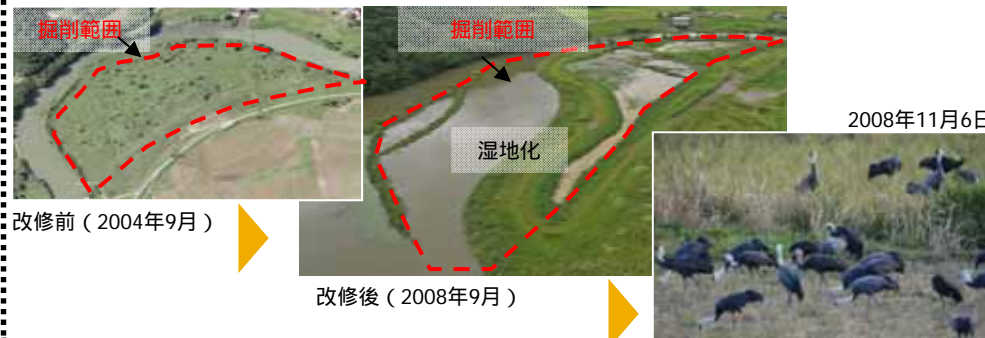 掘削範囲
掘削範囲
湿地化
2008年11月6日
改修前（2004年9月）
改修後（2008年9月）